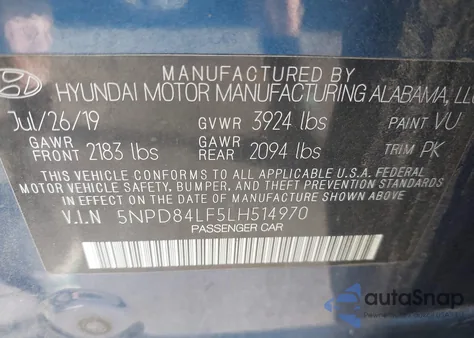 MANUFACTURED BY
HYUNDAI MOTOR MANUFACTURING ALABAMA, LLC
Jul/26/19 GVWR 3924 lbs PAINT VU
GAWR FRONT 2183 lbs GAWR REAR 2094 lbs TRIM PK
THIS VEHICLE CONFORMS TO ALL APPLICABLE U.S.A. FEDERAL
MOTOR VEHICLE SAFETY, BUMPER, AND THEFT PREVENTION STANDARDS
IN EFFECT ON THE DATE OF MANUFACTURE SHOWN ABOVE.
V.I.N 5NPD84LF5LH514970
PASSENGER CAR
autoSnap